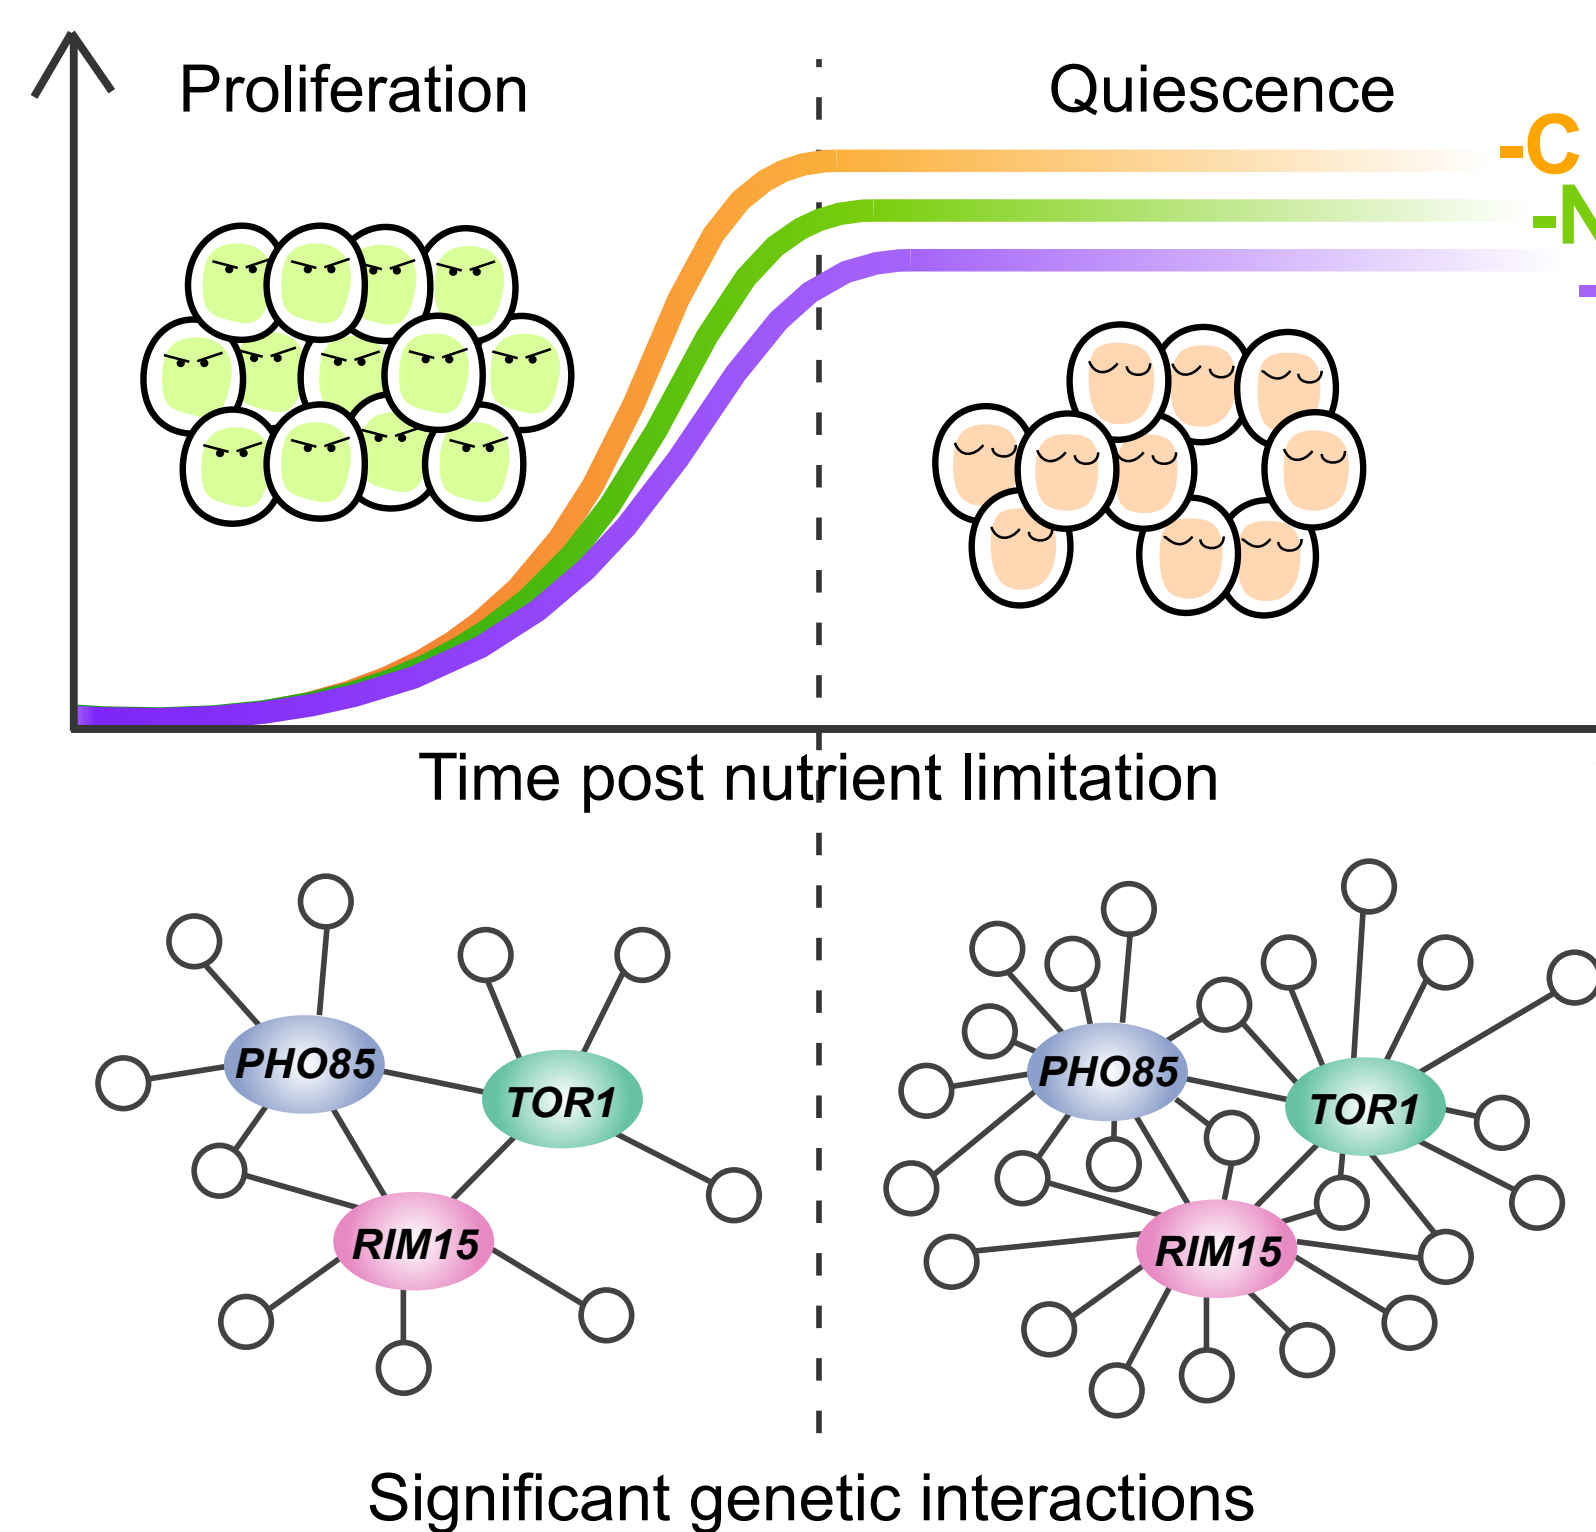 Proliferation
Quiescence
-C
-N
Time post nutrient limitation
PHO85
TOR1
RIM15
PHO85
TOR1
RIM15
Significant genetic interactions